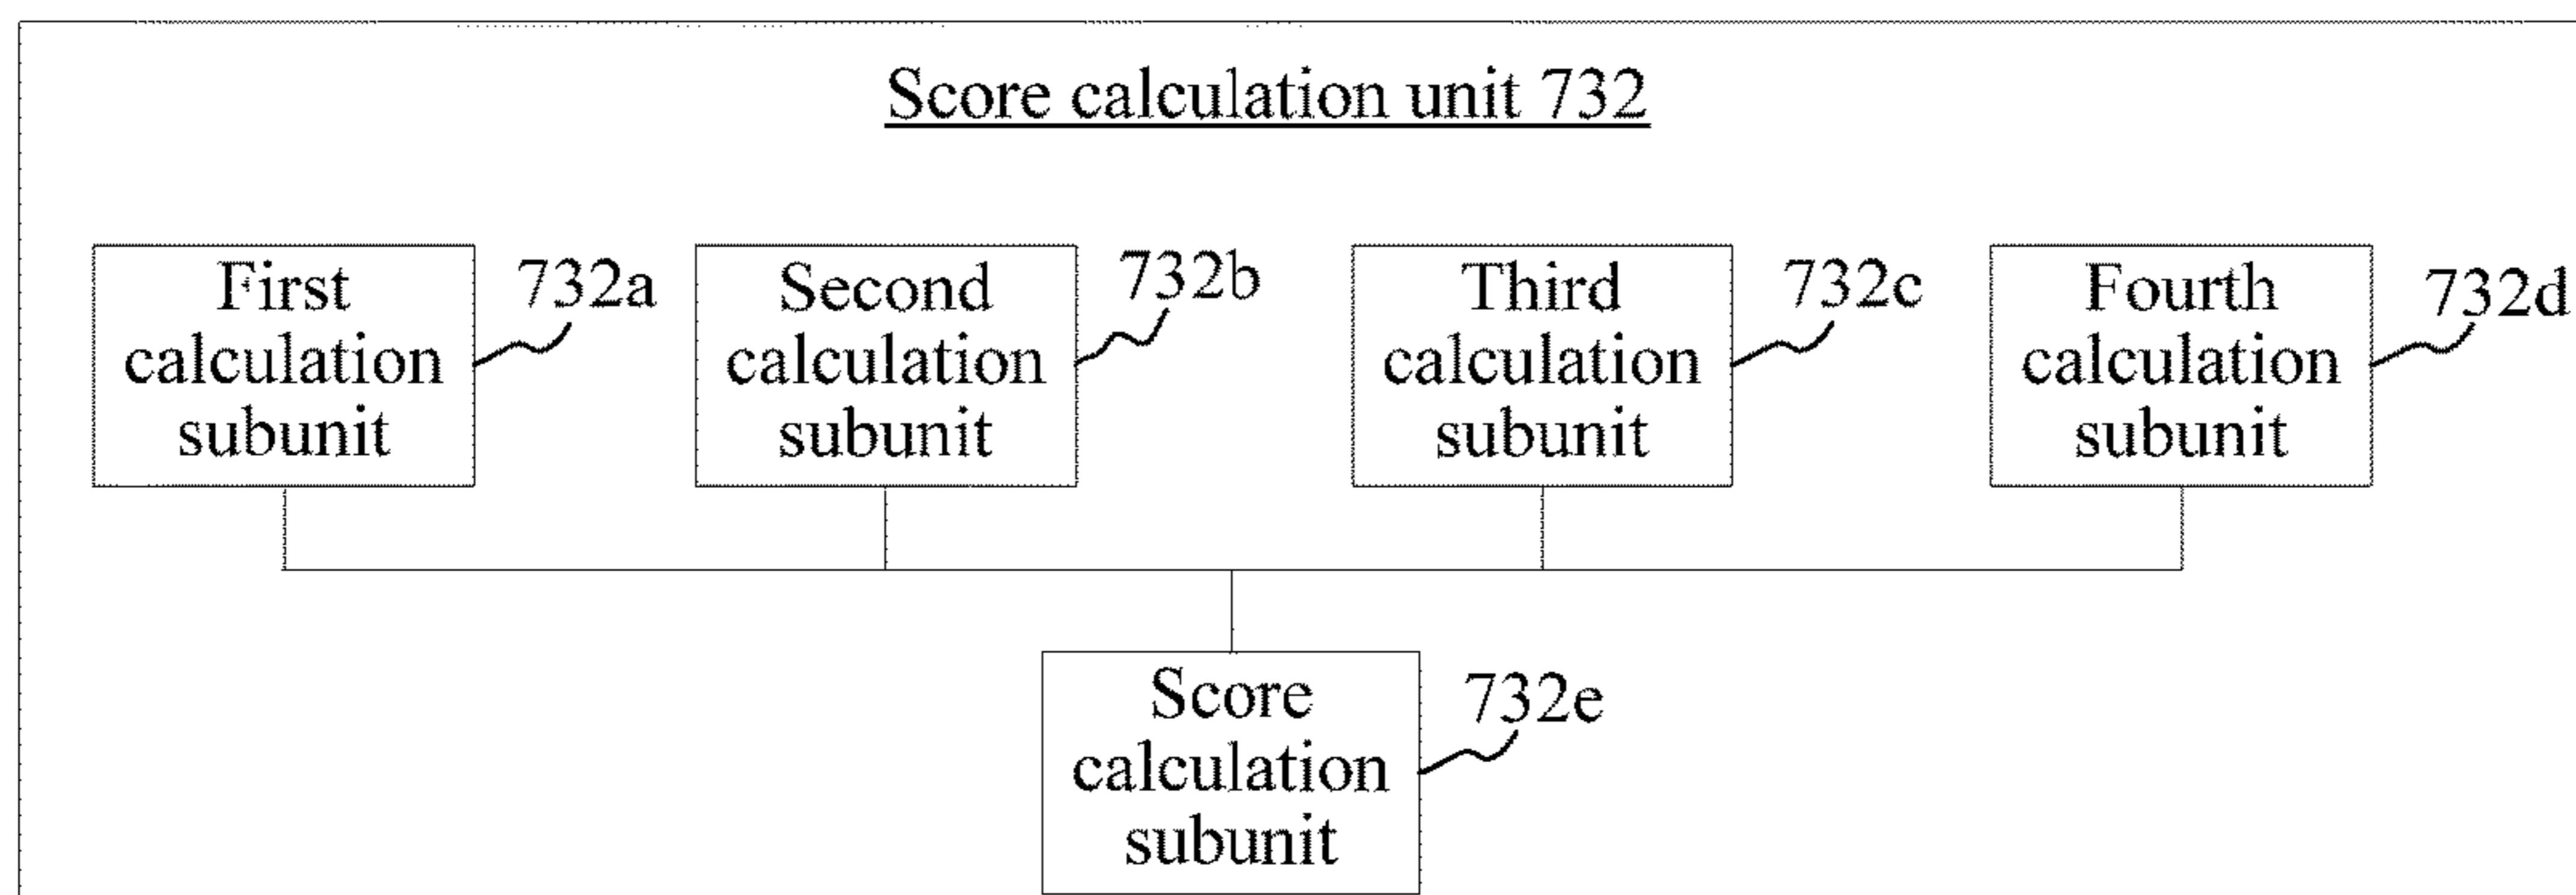 Score calculation unit 732
First
calculation
subunit
732a
Second
calculation
subunit
732b
Third
calculation
subunit
732c
Fourth
calculation
subunit
732d
Score
calculation
subunit
732e